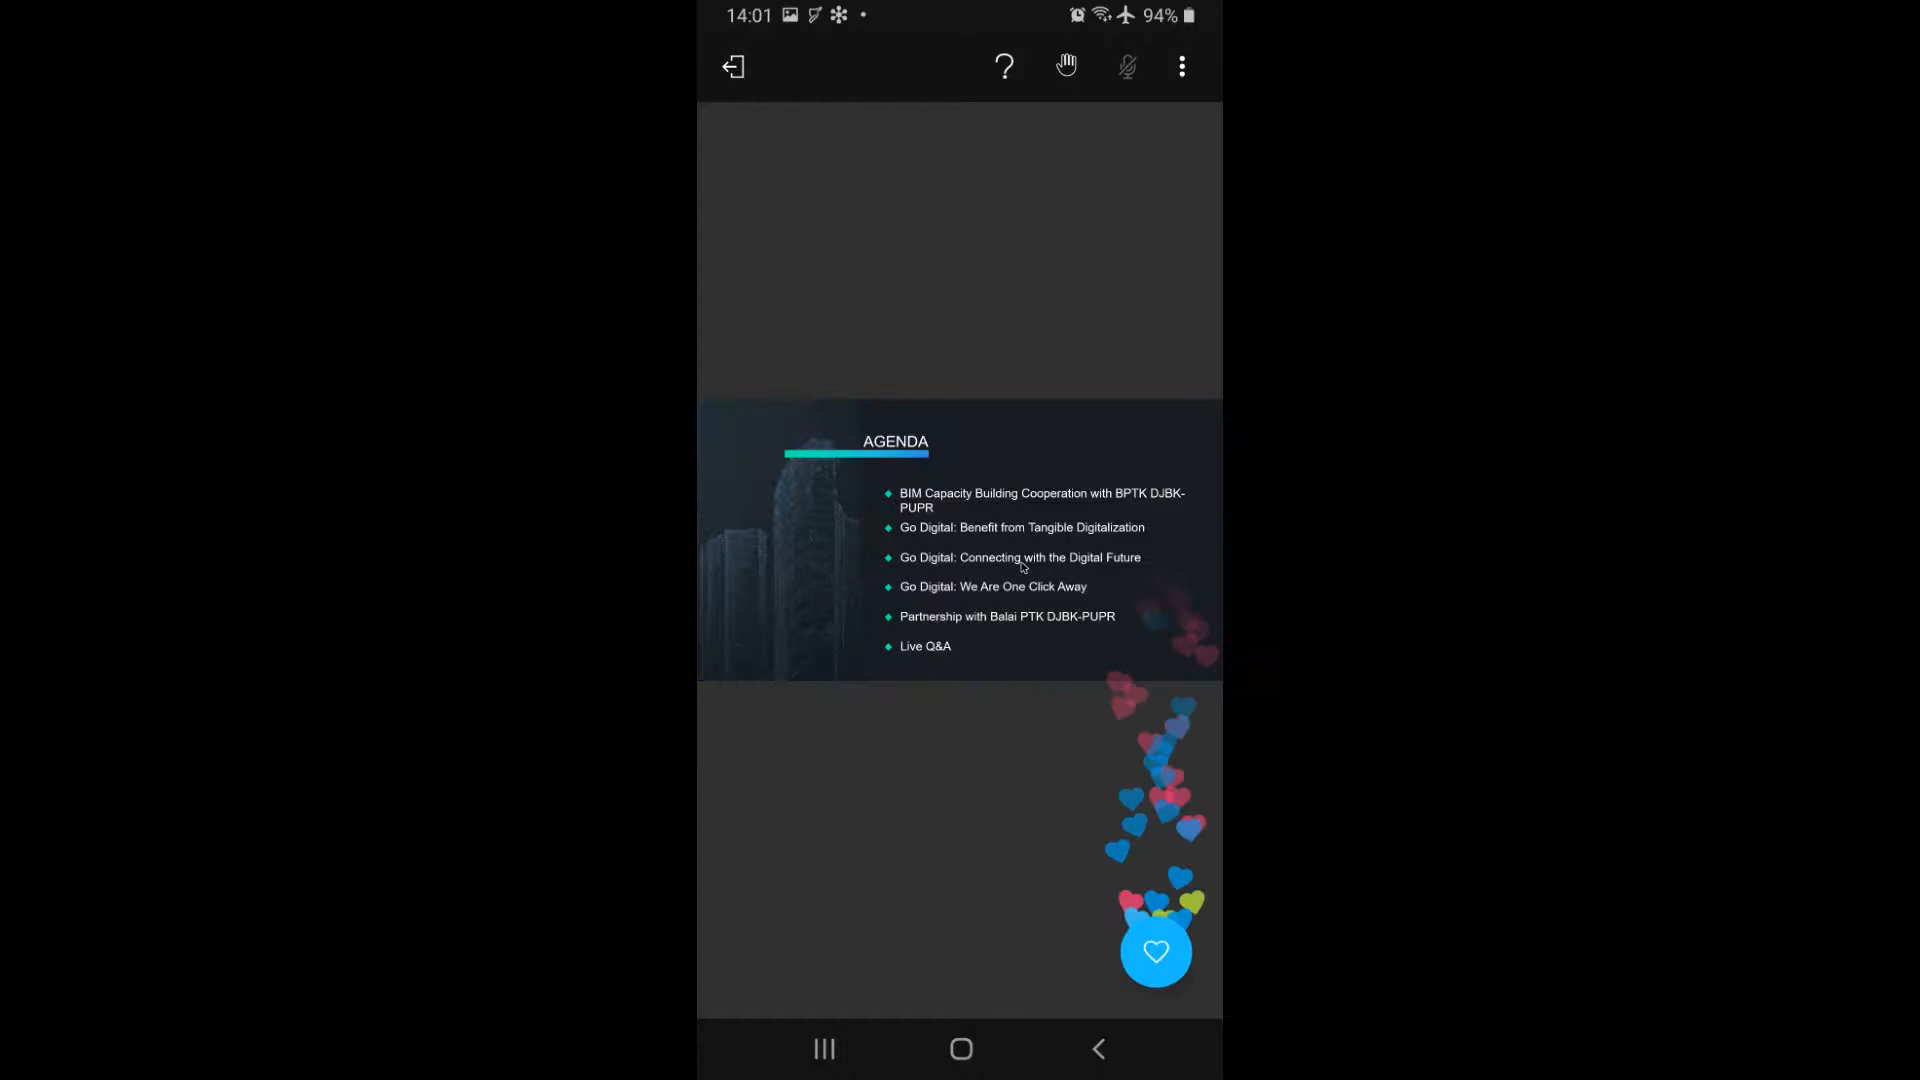 14:01
94%
AGENDA
BIM Capacity Building Cooperation with BPTK DJBK-
PUPR
Go Digital: Benefit from Tangible Digitalization
Go Digital: Connecting with the Digital Future
Go Digital: We Are One Click Away
Partnership with Balai PTK DJBK-PUPR
Live Q&A